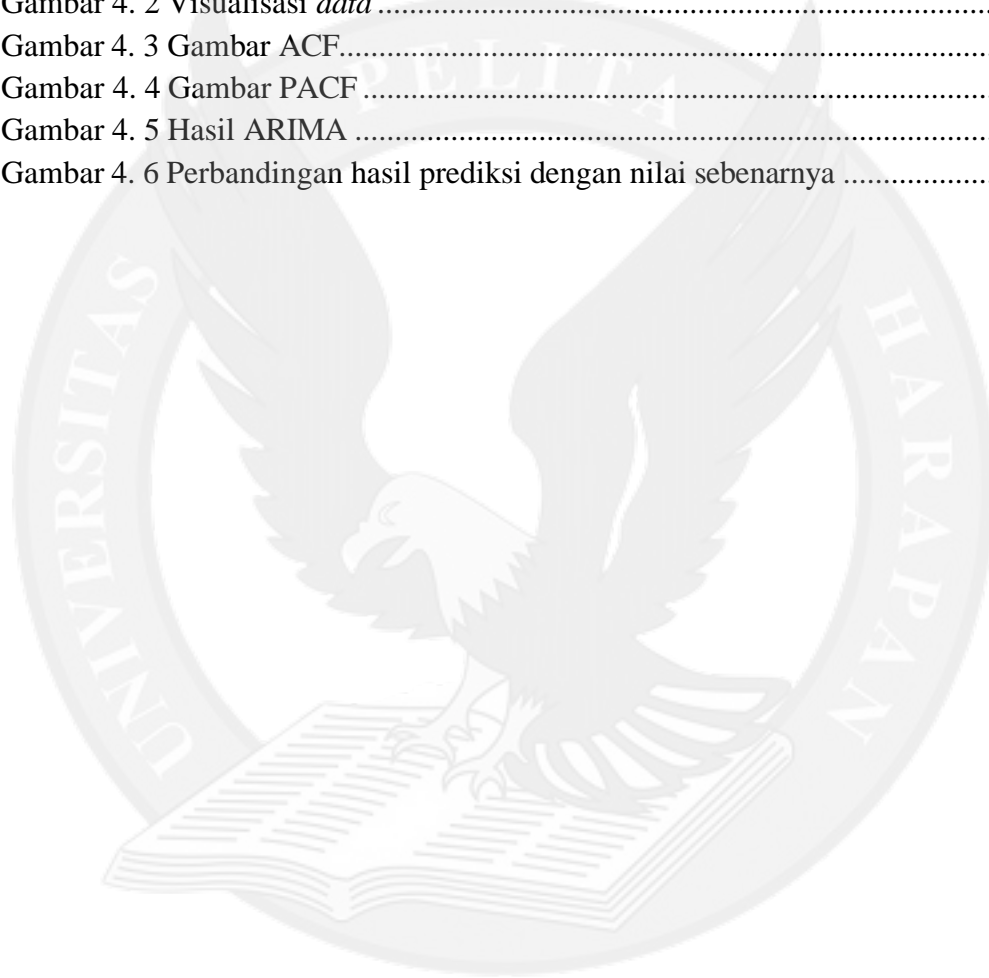 Gambar 4. 2 Visualisasi data ...........................................................................
Gambar 4. 3 Gambar ACF.................................................................................
Gambar 4. 4 Gambar PACF ..............................................................................
Gambar 4. 5 Hasil ARIMA ...............................................................................
Gambar 4. 6 Perbandingan hasil prediksi dengan nilai sebenarnya ..................
UNIVERSITAS PELITA HARAPAN